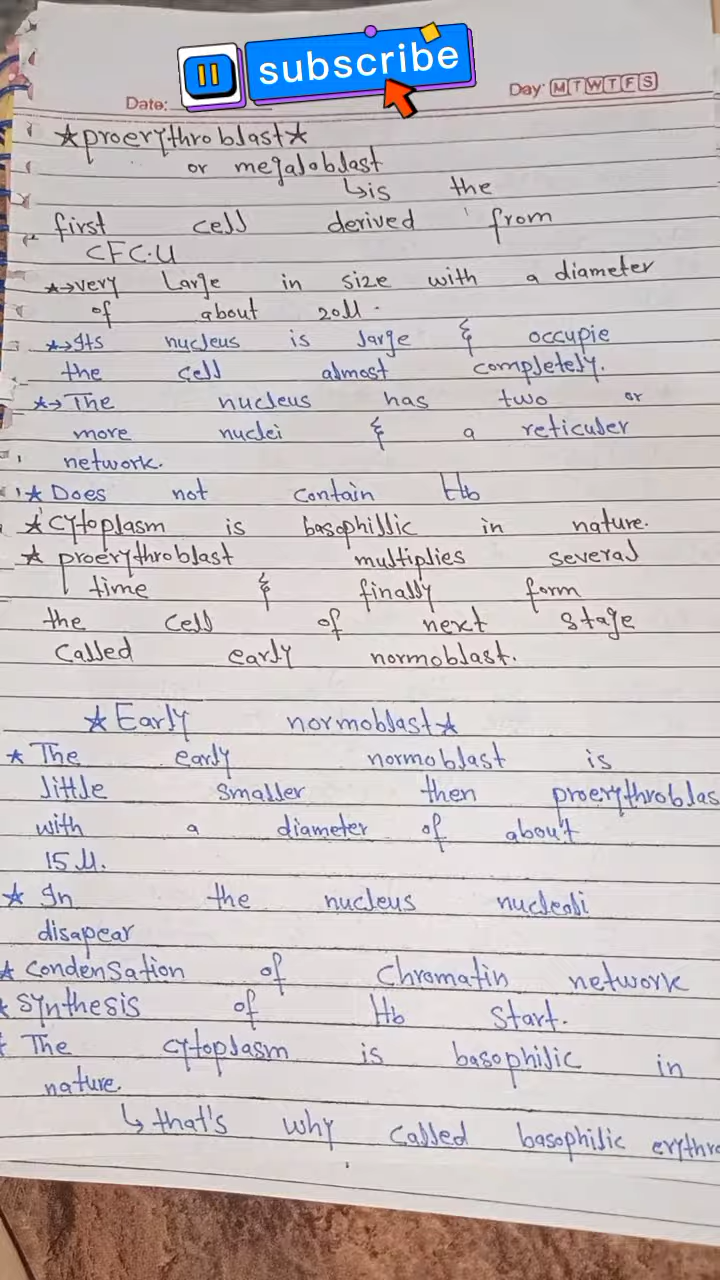 subscribe
Date:
Day: M T W T F S
★proerythroblast★
or megaloblast
↳is the
first cell derived from
CFC.U
★→very Large in size with a diameter
of about 20µ.
★→Its nucleus is large & occupie
the cell almost completely.
★→ The nucleus has two or
more nuclei & a reticuler
network.
★ Does not contain Hb
★ Cytoplasm is basophillic in nature.
★ proerythroblast multiplies several
time & finally form
the cell of next stage
called early normoblast.
★Early normoblast★
★ The early normoblast is
little smaller then proerythroblas
with a diameter of about
15 µ.
★ In the nucleus nucleoli
disapear
★ condensation of Chromatin network
★ Synthesis of Hb Start.
★ The cytoplasm is basophilic in
nature.
↳ that's why called basophilic erythro